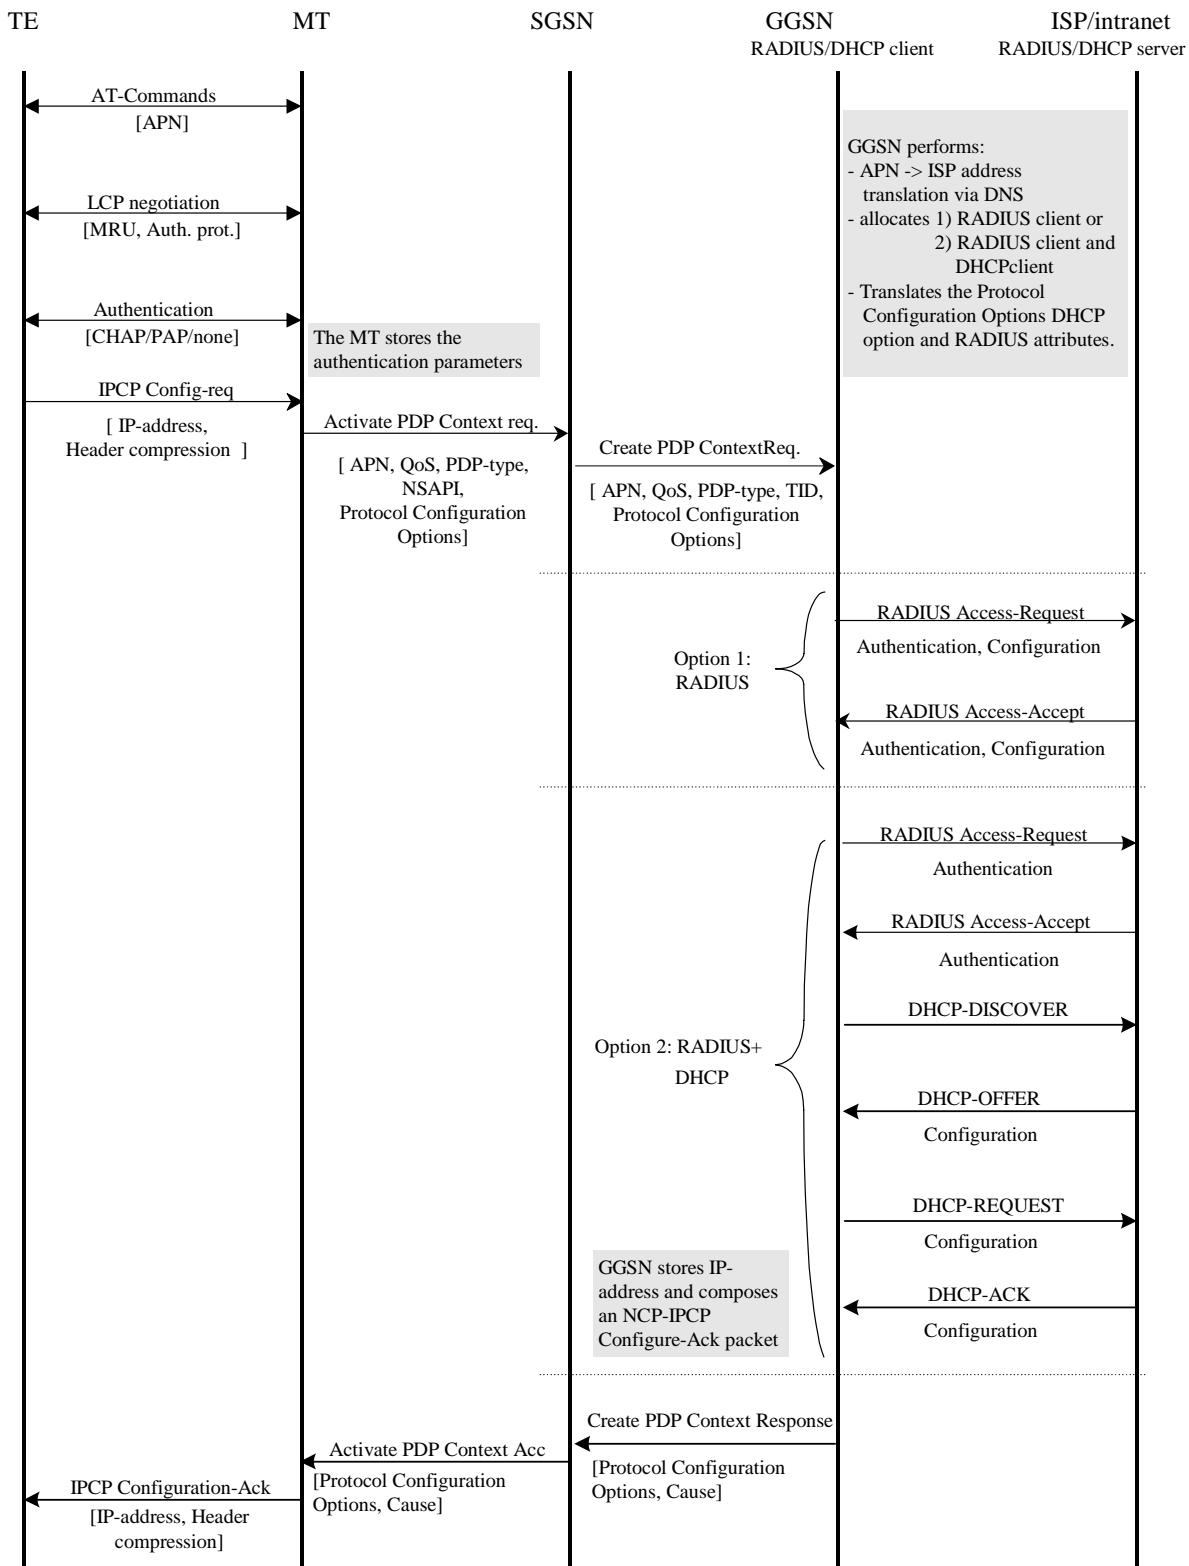 TE
MT
SGSN
GGSN
ISP/intranet
RADIUS/DHCP client
RADIUS/DHCP server
AT-Commands
[APN]
GGSN performs:
- APN -> ISP address
translation via DNS
- allocates 1) RADIUS client or
2) RADIUS client and
DHCPclient
- Translates the Protocol
Configuration Options DHCP
option and RADIUS attributes.
LCP negotiation
[MRU, Auth. prot.]
Authentication
[CHAP/PAP/none]
The MT stores the
authentication parameters
IPCP Config-req
[ IP-address,
Header compression ]
Activate PDP Context req.
[ APN, QoS, PDP-type,
NSAPI,
Protocol Configuration
Options]
Create PDP ContextReq.
[ APN, QoS, PDP-type, TID,
Protocol Configuration
Options]
Option 1:
RADIUS
RADIUS Access-Request
Authentication, Configuration
RADIUS Access-Accept
Authentication, Configuration
RADIUS Access-Request
Authentication
RADIUS Access-Accept
Authentication
DHCP-DISCOVER
Option 2: RADIUS+
DHCP
DHCP-OFFER
Configuration
DHCP-REQUEST
Configuration
GGSN stores IP-
address and composes
an NCP-IPCP
Configure-Ack packet
DHCP-ACK
Configuration
Create PDP Context Response
[Protocol Configuration
Options, Cause]
Activate PDP Context Acc
[Protocol Configuration
Options, Cause]
IPCP Configuration-Ack
[IP-address, Header
compression]